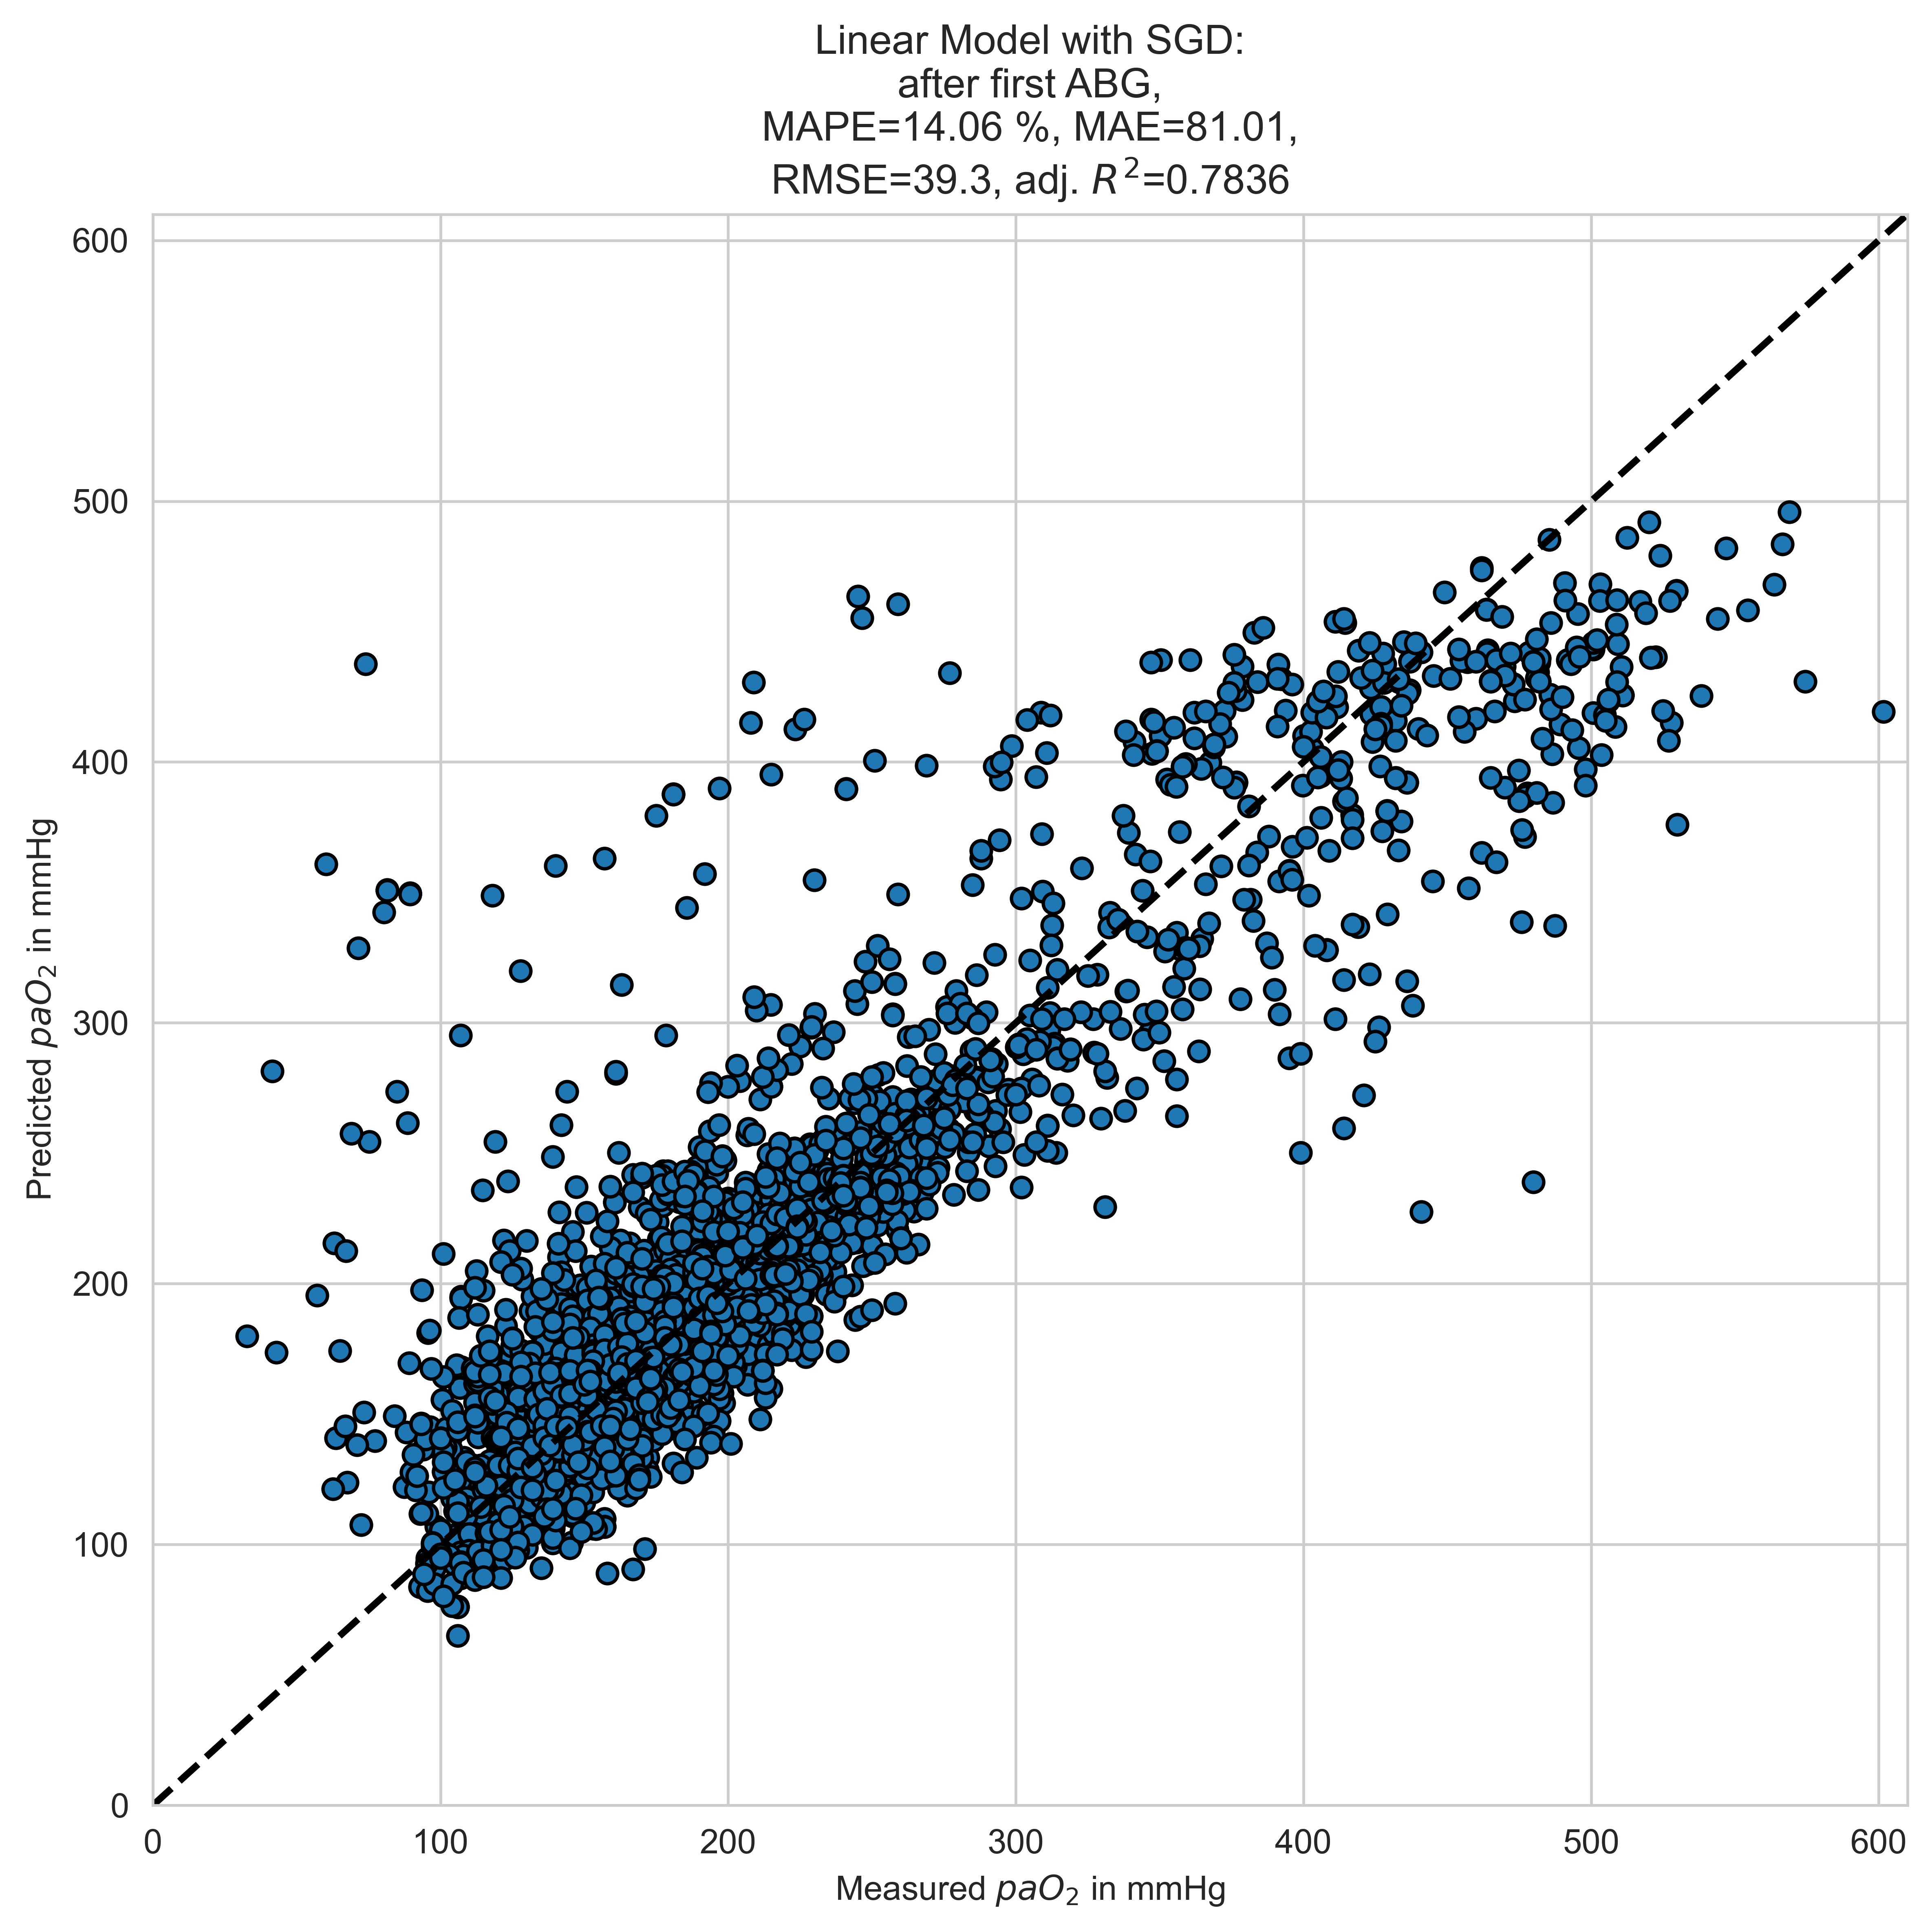 Linear Model with SGD:
after first ABG,
MAPE=14.06 %, MAE=81.01,
RMSE=39.3, adj. R²=0.7836
600
500
400
300
200
100
0
Predicted paO₂ in mmHg
0 100 200 300 400 500 600
Measured paO₂ in mmHg